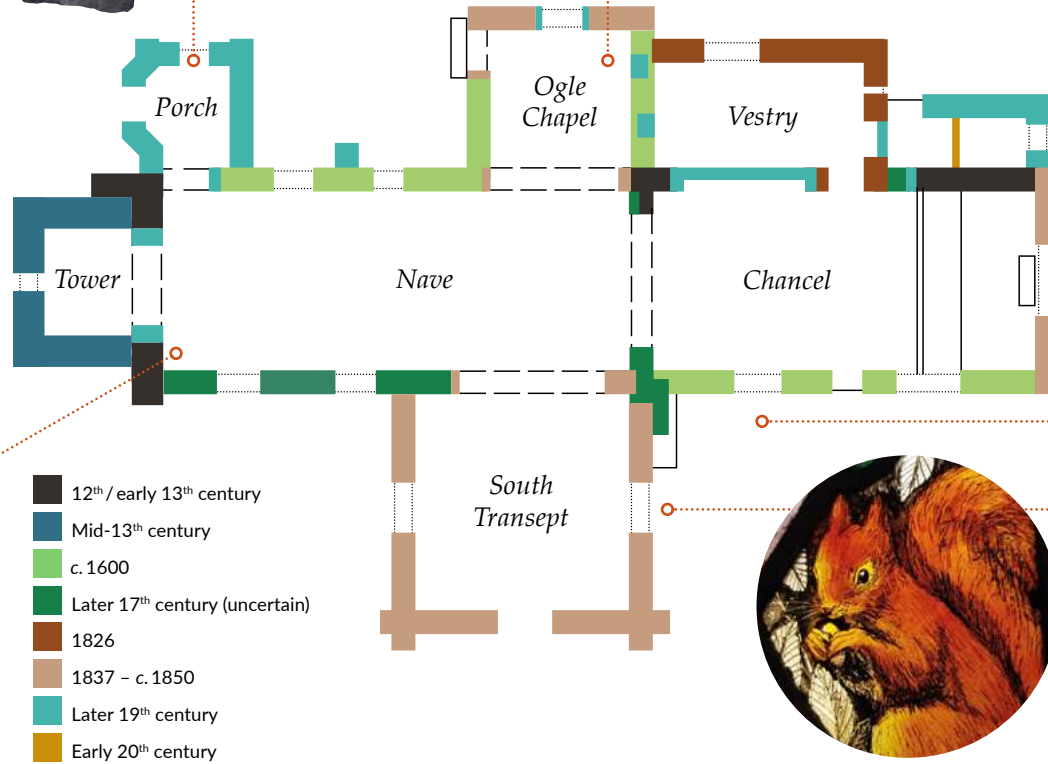 Porch
Ogle
Chapel
Vestry
Tower
Nave
Chancel
South
Transept
12th / early 13th century
Mid-13th century
c. 1600
Later 17th century (uncertain)
1826
1837 – c. 1850
Later 19th century
Early 20th century